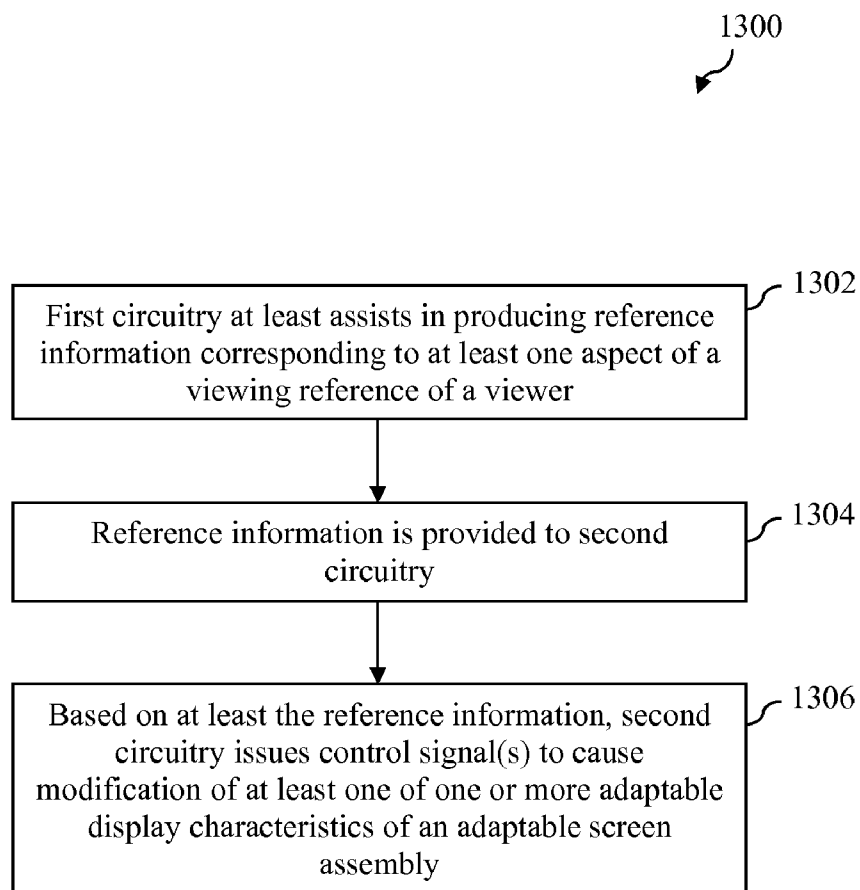 1300
1302
First circuitry at least assists in producing reference
information corresponding to at least one aspect of a
viewing reference of a viewer
1304
Reference information is provided to second
circuitry
1306
Based on at least the reference information, second
circuitry issues control signal(s) to cause
modification of at least one of one or more adaptable
display characteristics of an adaptable screen
assembly